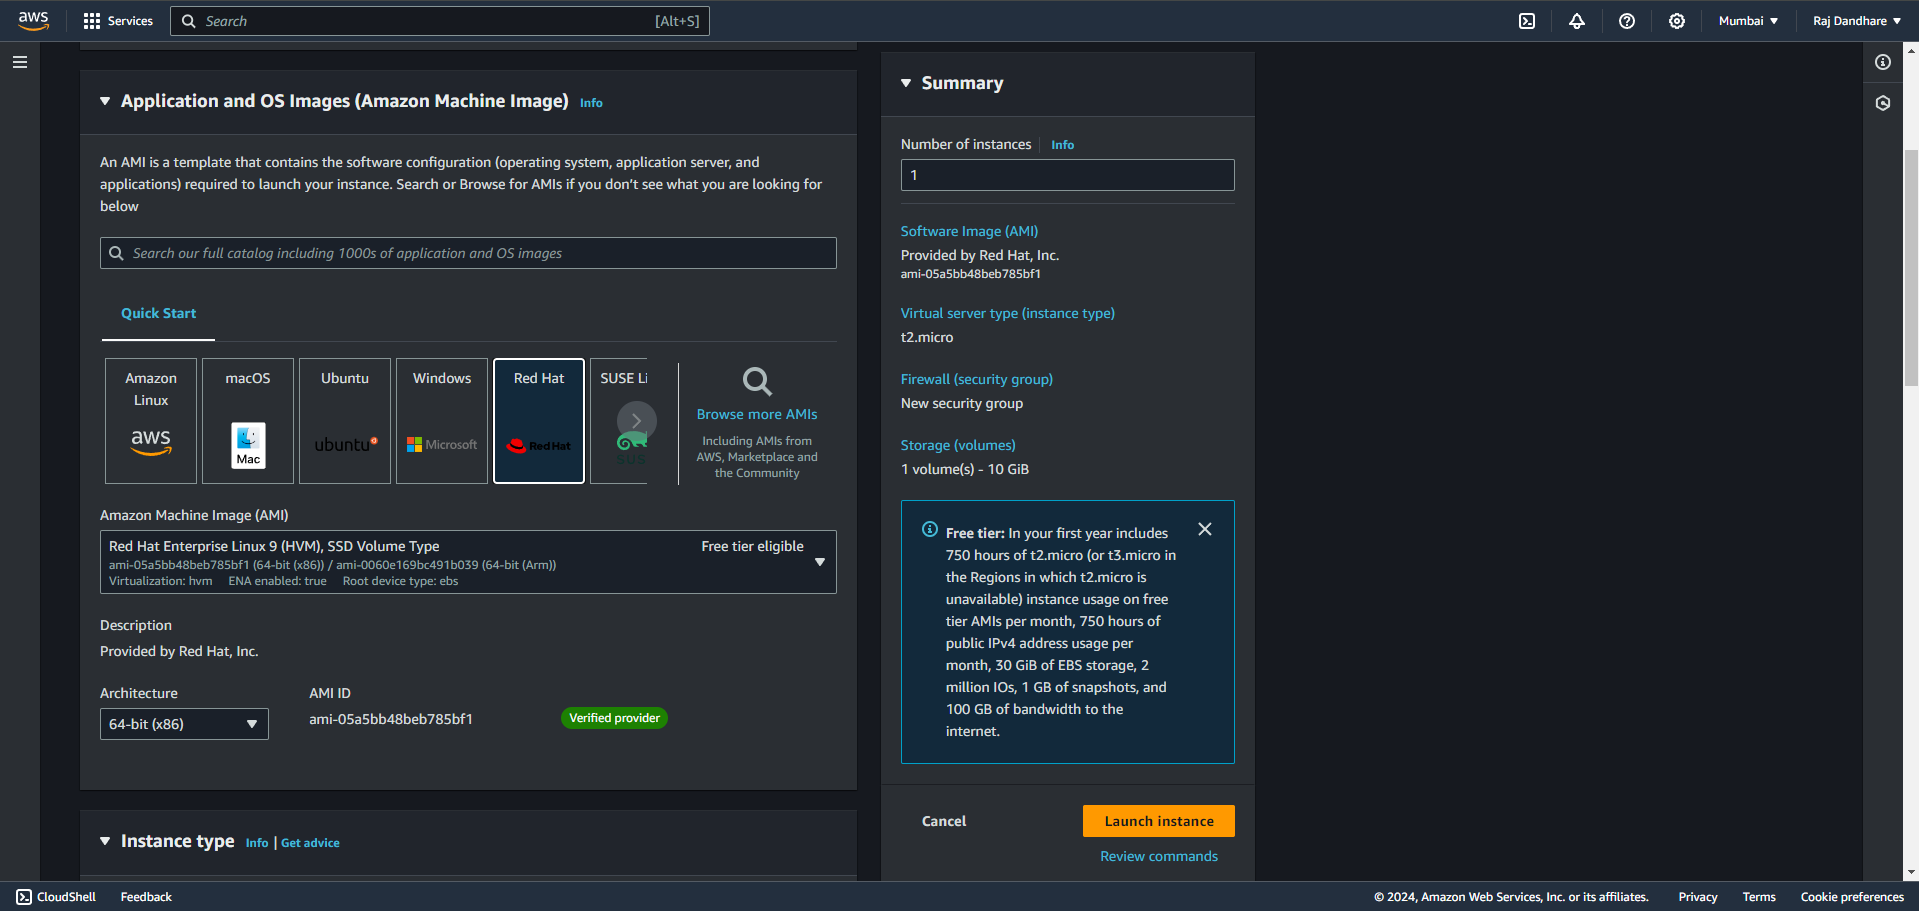 aws
Services
Search
[Alt+S]
Mumbai
Raj Dandhare
Application and OS Images (Amazon Machine Image) Info
An AMI is a template that contains the software configuration (operating system, application server, and
applications) required to launch your instance. Search or Browse for AMIs if you don’t see what you are looking for
below
Search our full catalog including 1000s of application and OS images
Quick Start
Amazon
Linux
aws
macOS
Mac
Ubuntu
ubuntu
Windows
Microsoft
Red Hat
Red Hat
SUSE Li
SUS
Browse more AMIs
Including AMIs from
AWS, Marketplace and
the Community
Amazon Machine Image (AMI)
Red Hat Enterprise Linux 9 (HVM), SSD Volume Type
Free tier eligible
ami-05a5bb48beb785bf1 (64-bit (x86)) / ami-0060e169bc491b039 (64-bit (Arm))
Virtualization: hvm ENA enabled: true Root device type: ebs
Description
Provided by Red Hat, Inc.
Architecture
64-bit (x86)
AMI ID
ami-05a5bb48beb785bf1
Verified provider
Instance type Info | Get advice
Summary
Number of instances Info
1
Software Image (AMI)
Provided by Red Hat, Inc.
ami-05a5bb48beb785bf1
Virtual server type (instance type)
t2.micro
Firewall (security group)
New security group
Storage (volumes)
1 volume(s) - 10 GiB
Free tier: In your first year includes
750 hours of t2.micro (or t3.micro in
the Regions in which t2.micro is
unavailable) instance usage on free
tier AMIs per month, 750 hours of
public IPv4 address usage per
month, 30 GiB of EBS storage, 2
million IOs, 1 GB of snapshots, and
100 GB of bandwidth to the
internet.
Cancel
Launch instance
Review commands
CloudShell
Feedback
© 2024, Amazon Web Services, Inc. or its affiliates.
Privacy
Terms
Cookie preferences